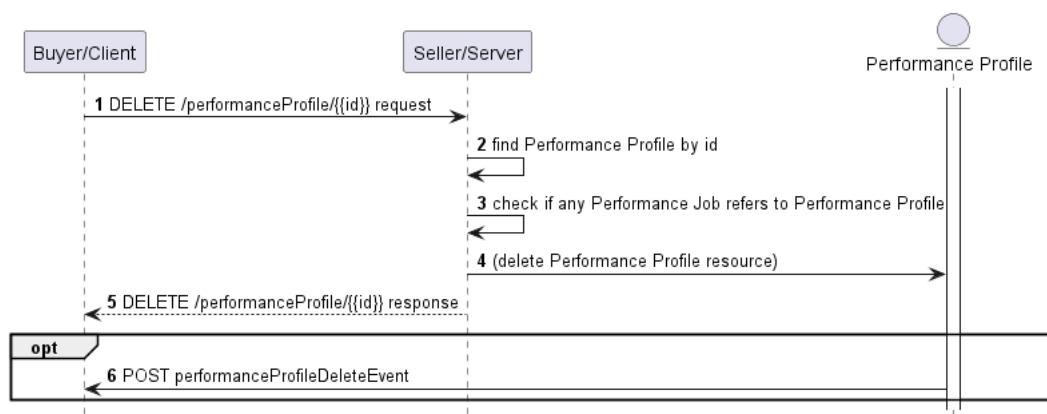 Buyer/Client
Seller/Server
Performance Profile
1 DELETE /performanceProfile/{{id}} request
2 find Performance Profile by id
3 check if any Performance Job refers to Performance Profile
4 (delete Performance Profile resource)
5 DELETE /performanceProfile/{{id}} response
opt
6 POST performanceProfileDeleteEvent